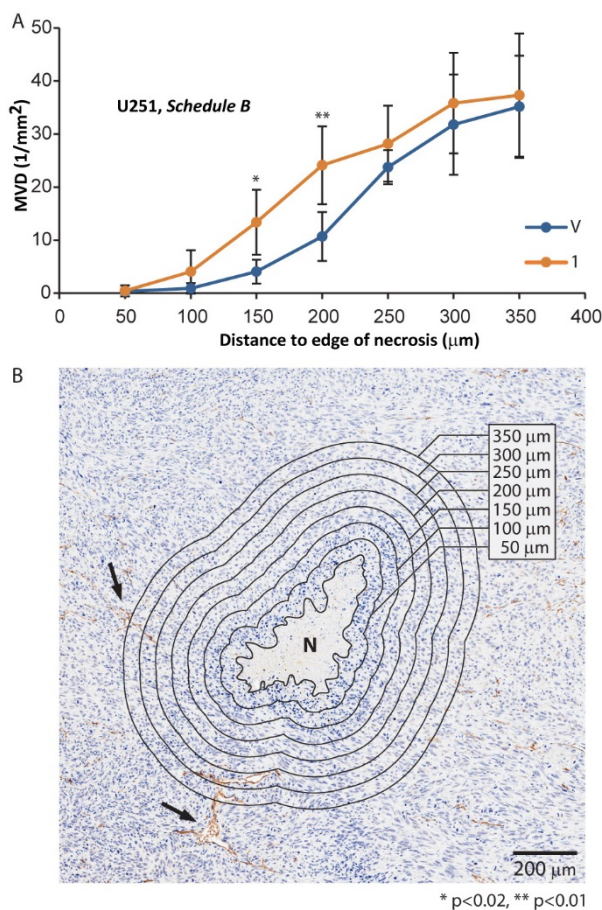 A
50
40
30
20
10
0
MVD (1/mm²)
U251, Schedule B
*
**
V
1
0 50 100 150 200 250 300 350 400
Distance to edge of necrosis (μm)
B
350 μm
300 μm
250 μm
200 μm
150 μm
100 μm
50 μm
N
200 μm
* p<0.02, ** p<0.01